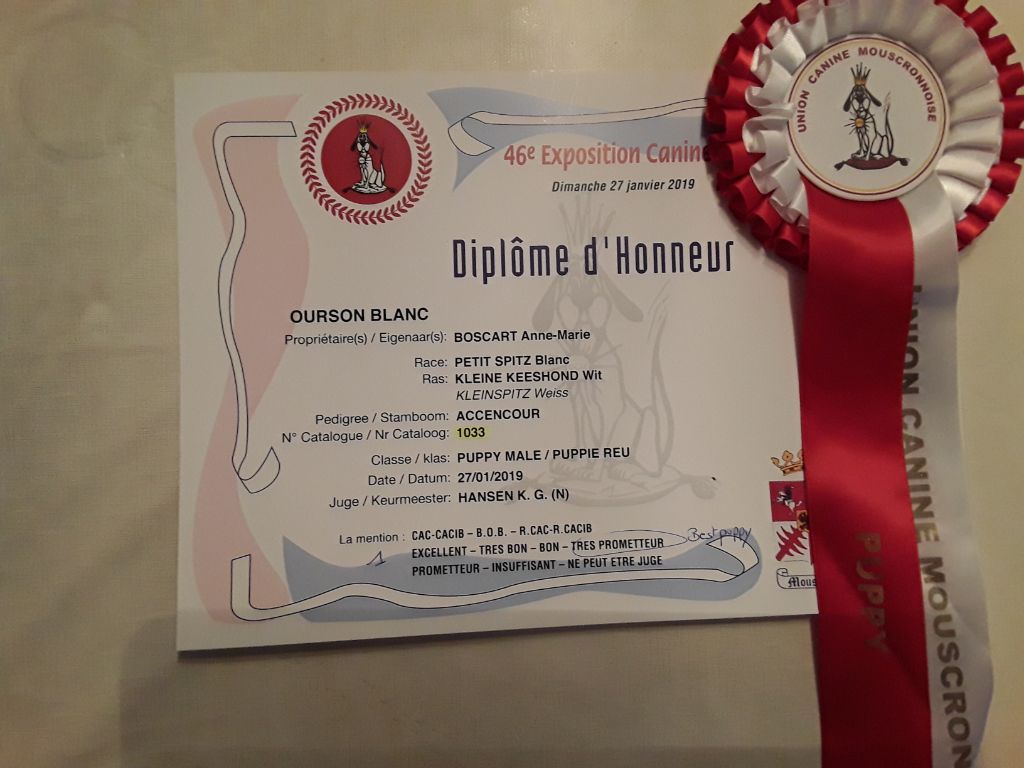 46e Exposition Canine
Dimanche 27 janvier 2019
Diplôme d'Honneur
OURSON BLANC
Propriétaire(s) / Eigenaar(s): BOSCART Anne-Marie
Race: PETIT SPITZ Blanc
Ras: KLEINE KEESHOND Wit
KLEINSPITZ Weiss
Pedigree / Stamboom: ACCENCOUR
N° Catalogue / Nr Cataloog: 1033
Classe / klas: PUPPY MALE / PUPPIE REU
Date / Datum: 27/01/2019
Juge / Keurmeester: HANSEN K. G. (N)
La mention : CAC-CACIB – B.O.B. – R.CAC-R.CACIB
1 EXCELLENT – TRES BON – BON – TRES PROMETTEUR Best puppy
PROMETTEUR – INSUFFISANT – NE PEUT ETRE JUGE
Mous
UNION CANINE MOUSCRONNOISE
PUPPY
UNION CANINE MOUSCRON